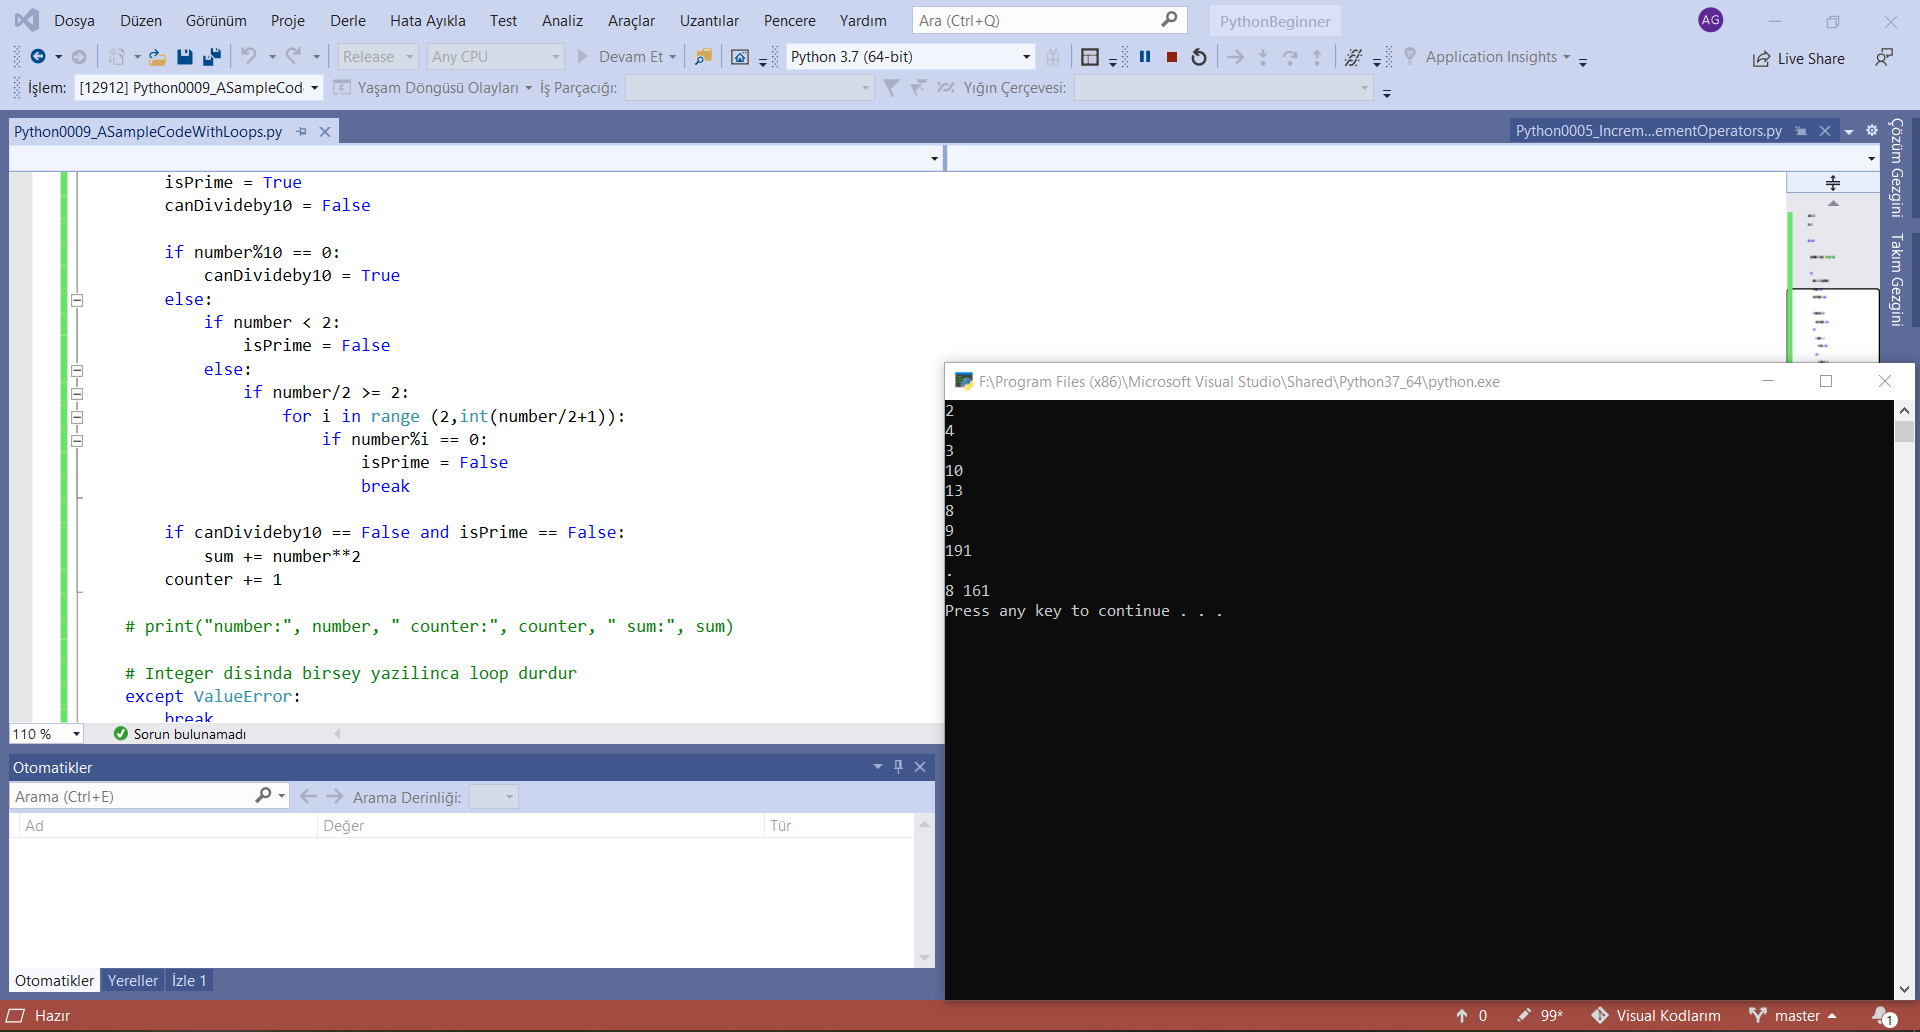 Dosya Düzen Görünüm Proje Derle Hata Ayıkla Test Analiz Araçlar Uzantılar Pencere Yardım Ara (Ctrl+Q) PythonBeginner AG
Release Any CPU Devam Et Python 3.7 (64-bit) Application Insights Live Share
İşlem: [12912] Python0009_ASampleCod Yaşam Döngüsü Olayları İş Parçacığı: Yığın Çerçevesi:
Python0009_ASampleCodeWithLoops.py Python0005_Increm...ementOperators.py
Çözüm Gezgini
Takım Gezgini
isPrime = True
canDivideby10 = False
if number%10 == 0:
canDivideby10 = True
else:
if number < 2:
isPrime = False
else:
if number/2 >= 2:
for i in range (2,int(number/2+1)):
if number%i == 0:
isPrime = False
break
if canDivideby10 == False and isPrime == False:
sum += number**2
counter += 1
# print("number:", number, " counter:", counter, " sum:", sum)
# Integer disinda birsey yazilinca loop durdur
except ValueError:
break
110 % Sorun bulunamadı
F:\Program Files (x86)\Microsoft Visual Studio\Shared\Python37_64\python.exe
2
4
3
10
13
8
9
191
.
8 161
Press any key to continue . . .
Otomatikler
Arama (Ctrl+E) Arama Derinliği:
Ad Değer Tür
Otomatikler Yereller İzle 1
Hazır 0 99* Visual Kodlarım master 1